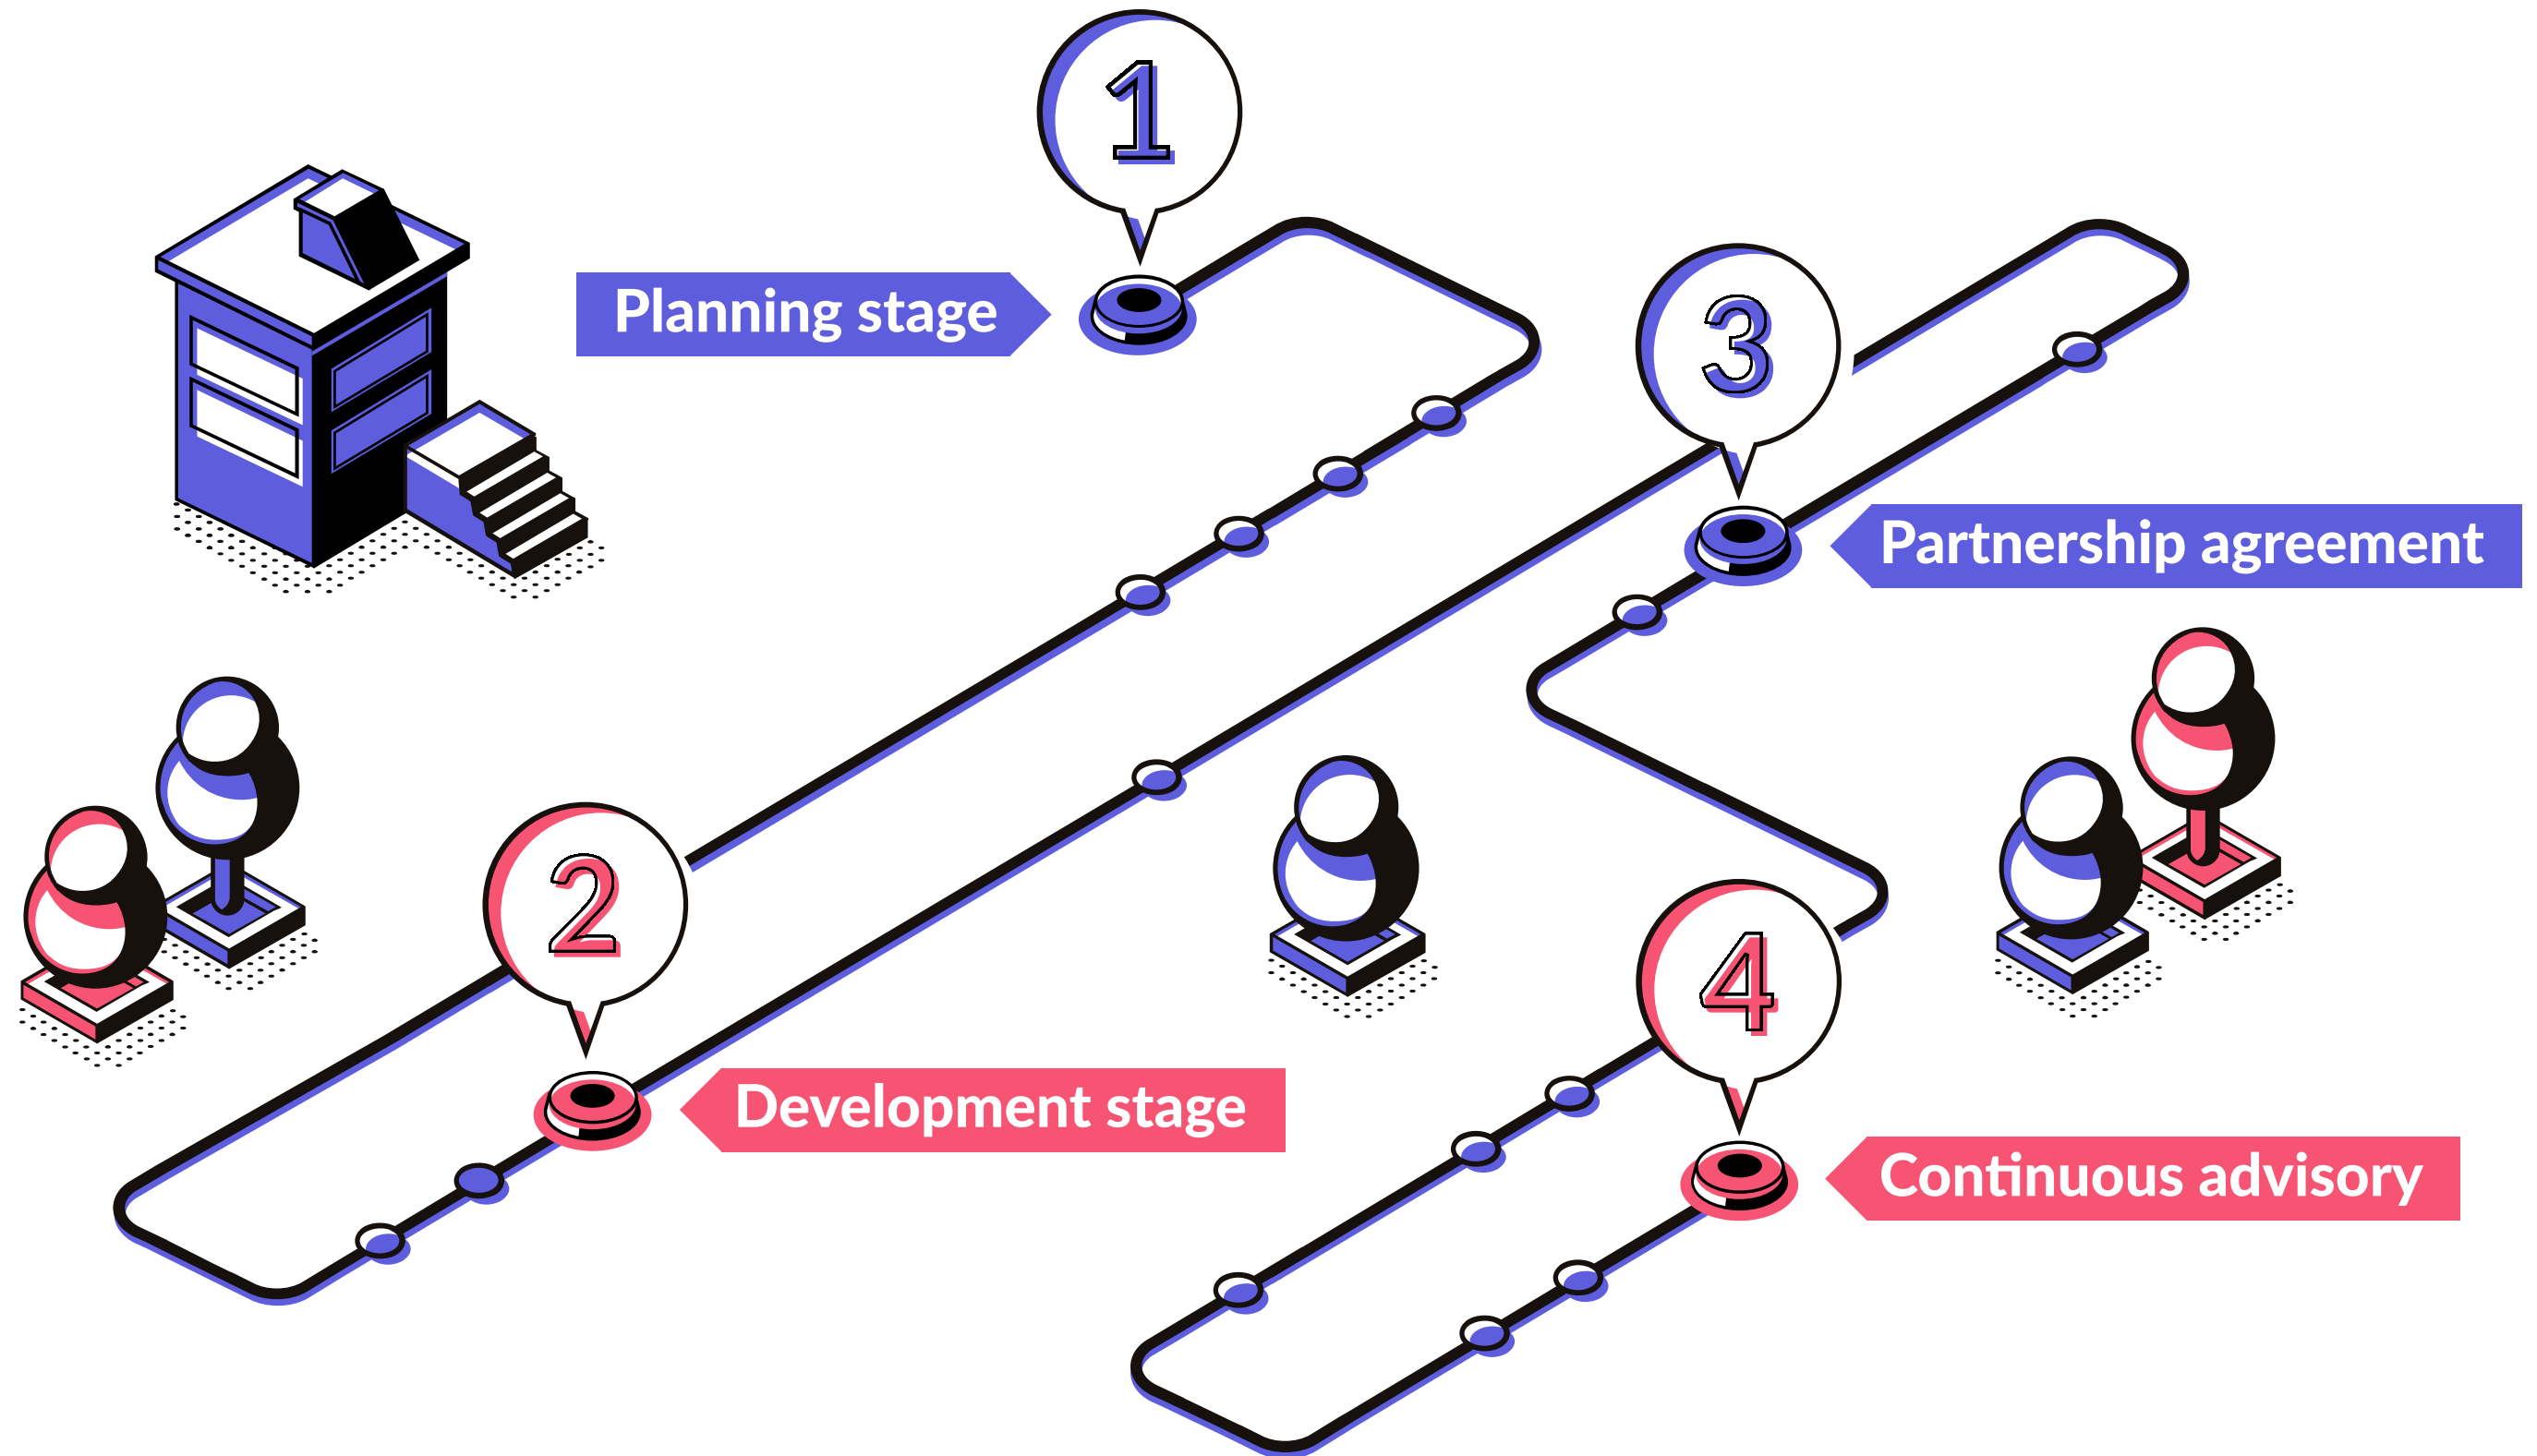 1
Planning stage
2
Development stage
3
Partnership agreement
4
Continuous advisory